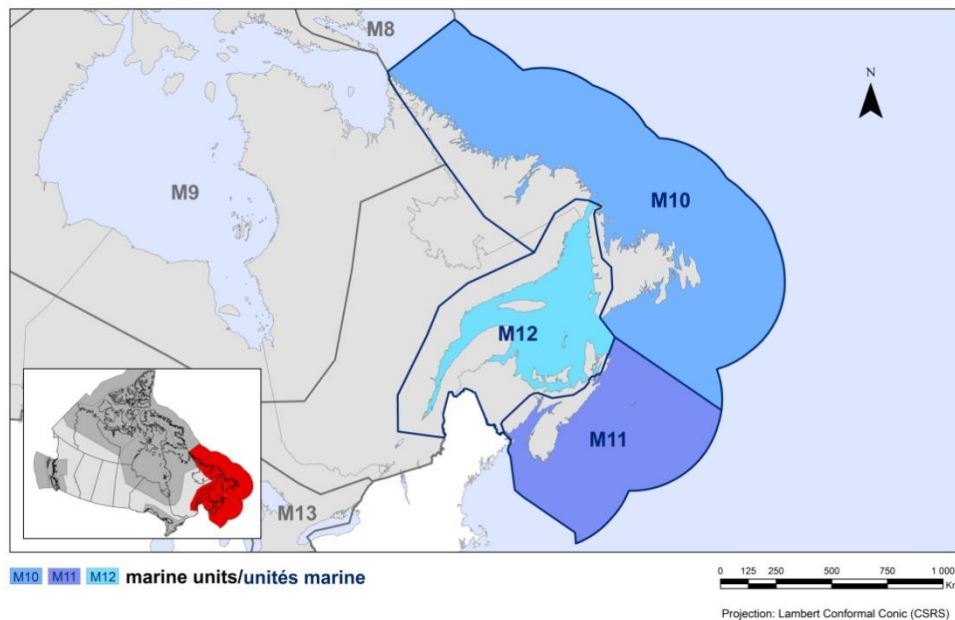 M8
N
M9
M10
M12
M11
M13
M10 M11 M12 marine units/unités marine
0 125 250 500 750 1 000
Km
Projection: Lambert Conformal Conic (CSRS)